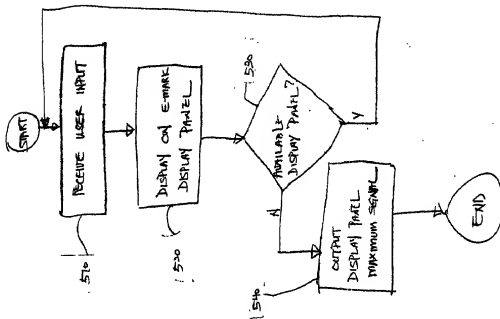 START
RECEIVE USER INPUT
510
DISPLAY ON E-MARK
DISPLAY PANEL
520
AVAILABLE
DISPLAY PANEL?
530
Y
N
OUTPUT
DISPLAY PANEL
MAXIMUM SIGNAL
540
END